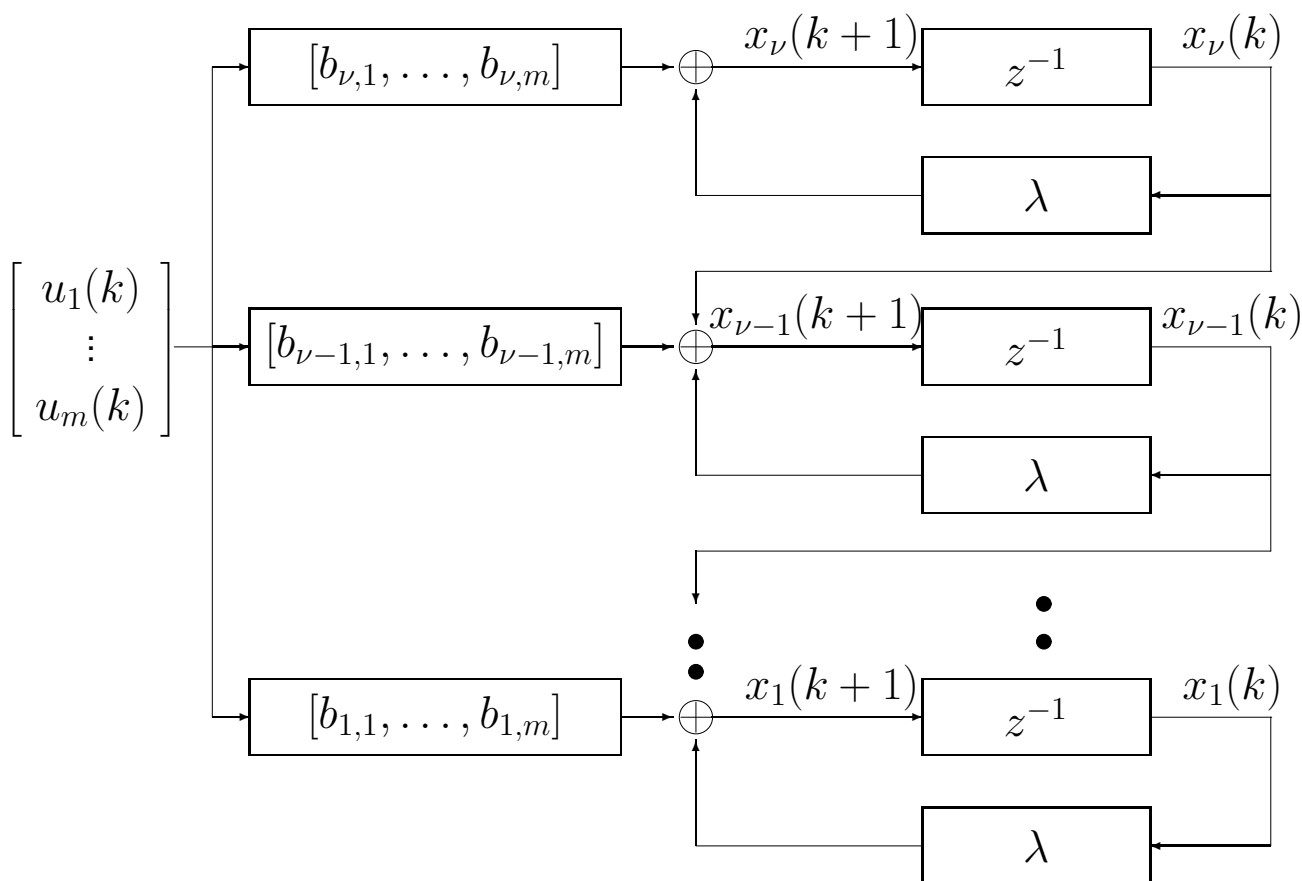 [b_{ν,1}, . . . , b_{ν,m}]
x_ν(k + 1)
z^{−1}
x_ν(k)
λ
u_1(k)
⋮
u_m(k)
[b_{ν−1,1}, . . . , b_{ν−1,m}]
x_{ν−1}(k + 1)
z^{−1}
x_{ν−1}(k)
λ
[b_{1,1}, . . . , b_{1,m}]
x_1(k + 1)
z^{−1}
x_1(k)
λ